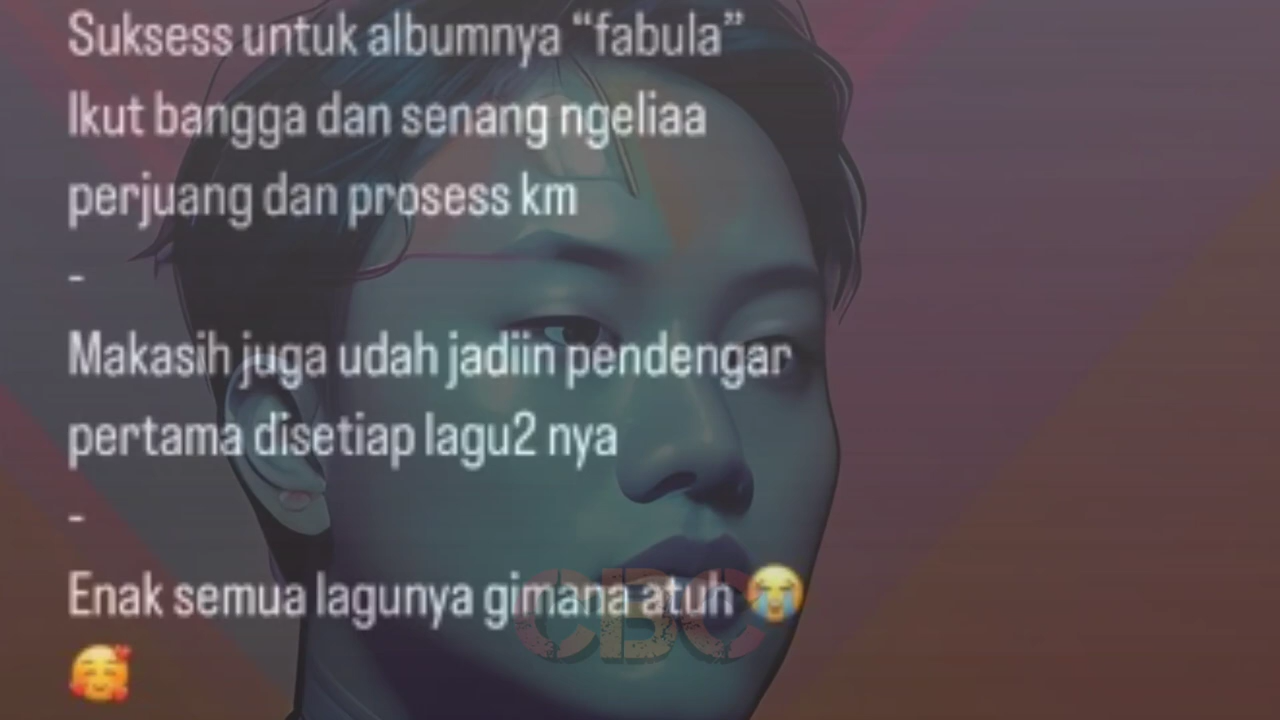 Suksess untuk albumnya “fabula”
Ikut bangga dan senang ngeliaa
perjuang dan prosess km
-
Makasih juga udah jadiin pendengar
pertama disetiap lagu2 nya
-
Enak semua lagunya gimana atuh 😭
🥰
CBC